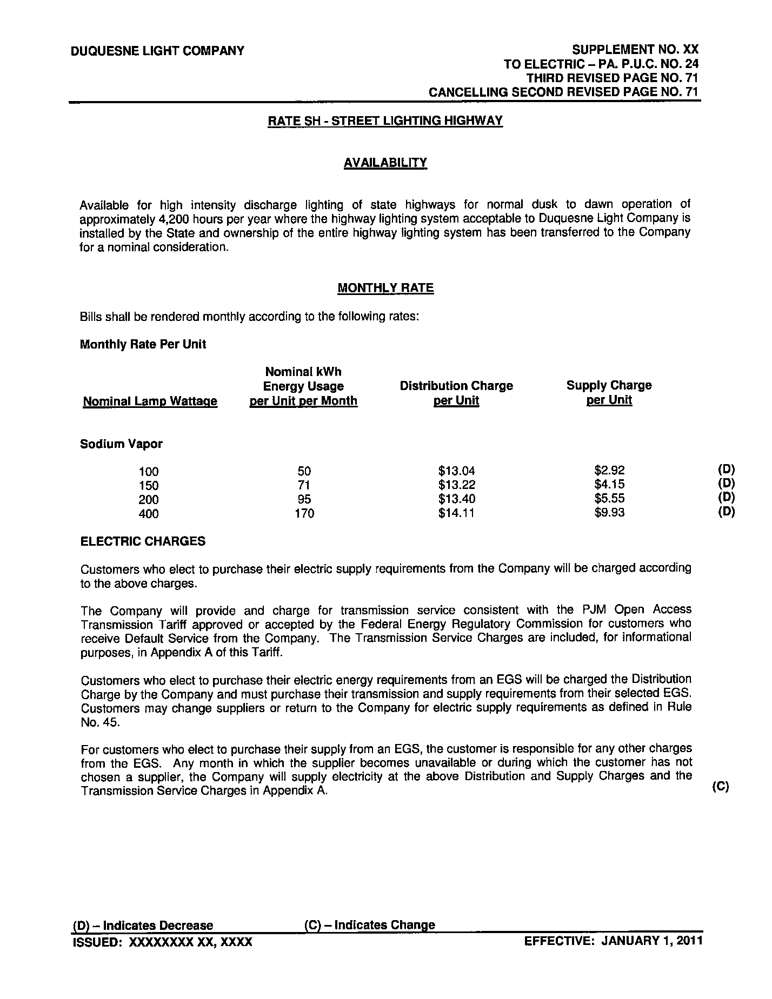 DUQUESNE LIGHT COMPANY
SUPPLEMENT NO. XX
TO ELECTRIC – PA. P.U.C. NO. 24
THIRD REVISED PAGE NO. 71
CANCELLING SECOND REVISED PAGE NO. 71
RATE SH - STREET LIGHTING HIGHWAY
AVAILABILITY
Available for high intensity discharge lighting of state highways for normal dusk to dawn operation of
approximately 4,200 hours per year where the highway lighting system acceptable to Duquesne Light Company is
installed by the State and ownership of the entire highway lighting system has been transferred to the Company
for a nominal consideration.
MONTHLY RATE
Bills shall be rendered monthly according to the following rates:
Monthly Rate Per Unit
Nominal kWh
Energy Usage Distribution Charge Supply Charge
Nominal Lamp Wattage per Unit per Month per Unit per Unit
Sodium Vapor
100 50 $13.04 $2.92 (D)
150 71 $13.22 $4.15 (D)
200 95 $13.40 $5.55 (D)
400 170 $14.11 $9.93 (D)
ELECTRIC CHARGES
Customers who elect to purchase their electric supply requirements from the Company will be charged according
to the above charges.
The Company will provide and charge for transmission service consistent with the PJM Open Access
Transmission Tariff approved or accepted by the Federal Energy Regulatory Commission for customers who
receive Default Service from the Company. The Transmission Service Charges are included, for informational
purposes, in Appendix A of this Tariff.
Customers who elect to purchase their electric energy requirements from an EGS will be charged the Distribution
Charge by the Company and must purchase their transmission and supply requirements from their selected EGS.
Customers may change suppliers or return to the Company for electric supply requirements as defined in Rule
No. 45.
For customers who elect to purchase their supply from an EGS, the customer is responsible for any other charges
from the EGS. Any month in which the supplier becomes unavailable or during which the customer has not
chosen a supplier, the Company will supply electricity at the above Distribution and Supply Charges and the
Transmission Service Charges in Appendix A. (C)
(D) – Indicates Decrease (C) – Indicates Change
ISSUED: XXXXXXXX XX, XXXX EFFECTIVE: JANUARY 1, 2011